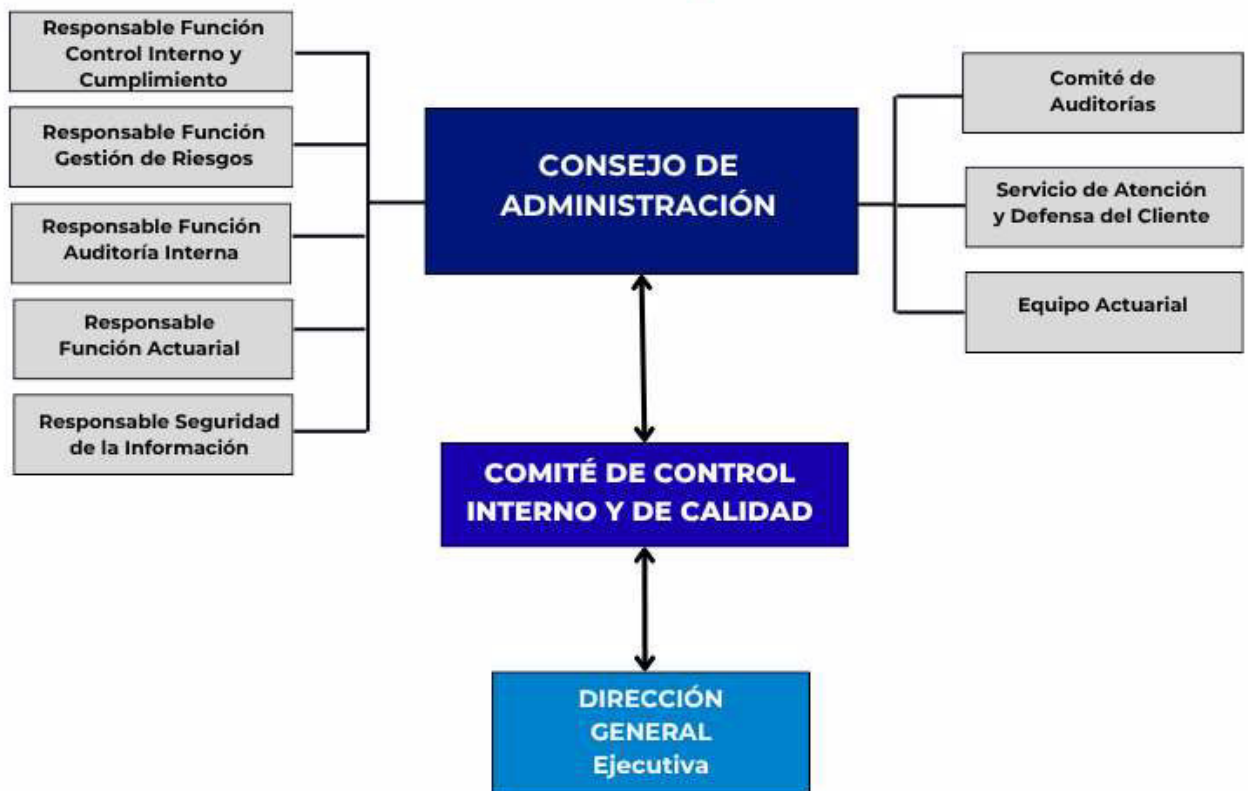 Responsable Función
Control Interno y
Cumplimiento
Responsable Función
Gestión de Riesgos
Responsable Función
Auditoría Interna
Responsable
Función Actuarial
Responsable Seguridad
de la Información
CONSEJO DE
ADMINISTRACIÓN
Comité de
Auditorías
Servicio de Atención
y Defensa del Cliente
Equipo Actuarial
COMITÉ DE CONTROL
INTERNO Y DE CALIDAD
DIRECCIÓN
GENERAL
Ejecutiva